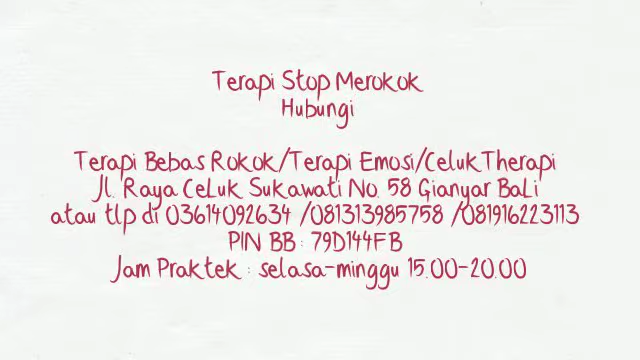 Terapi Stop Merokok
Hubungi
Terapi Bebas Rokok/Terapi Emosi/Celuk Therapi
Jl. Raya Celuk Sukawati No. 58 Gianyar Bali
atau tlp di 03614092634 /081313985758 /081916223113
PIN BB : 79D144FB
Jam Praktek : selasa-minggu 15.00-20.00